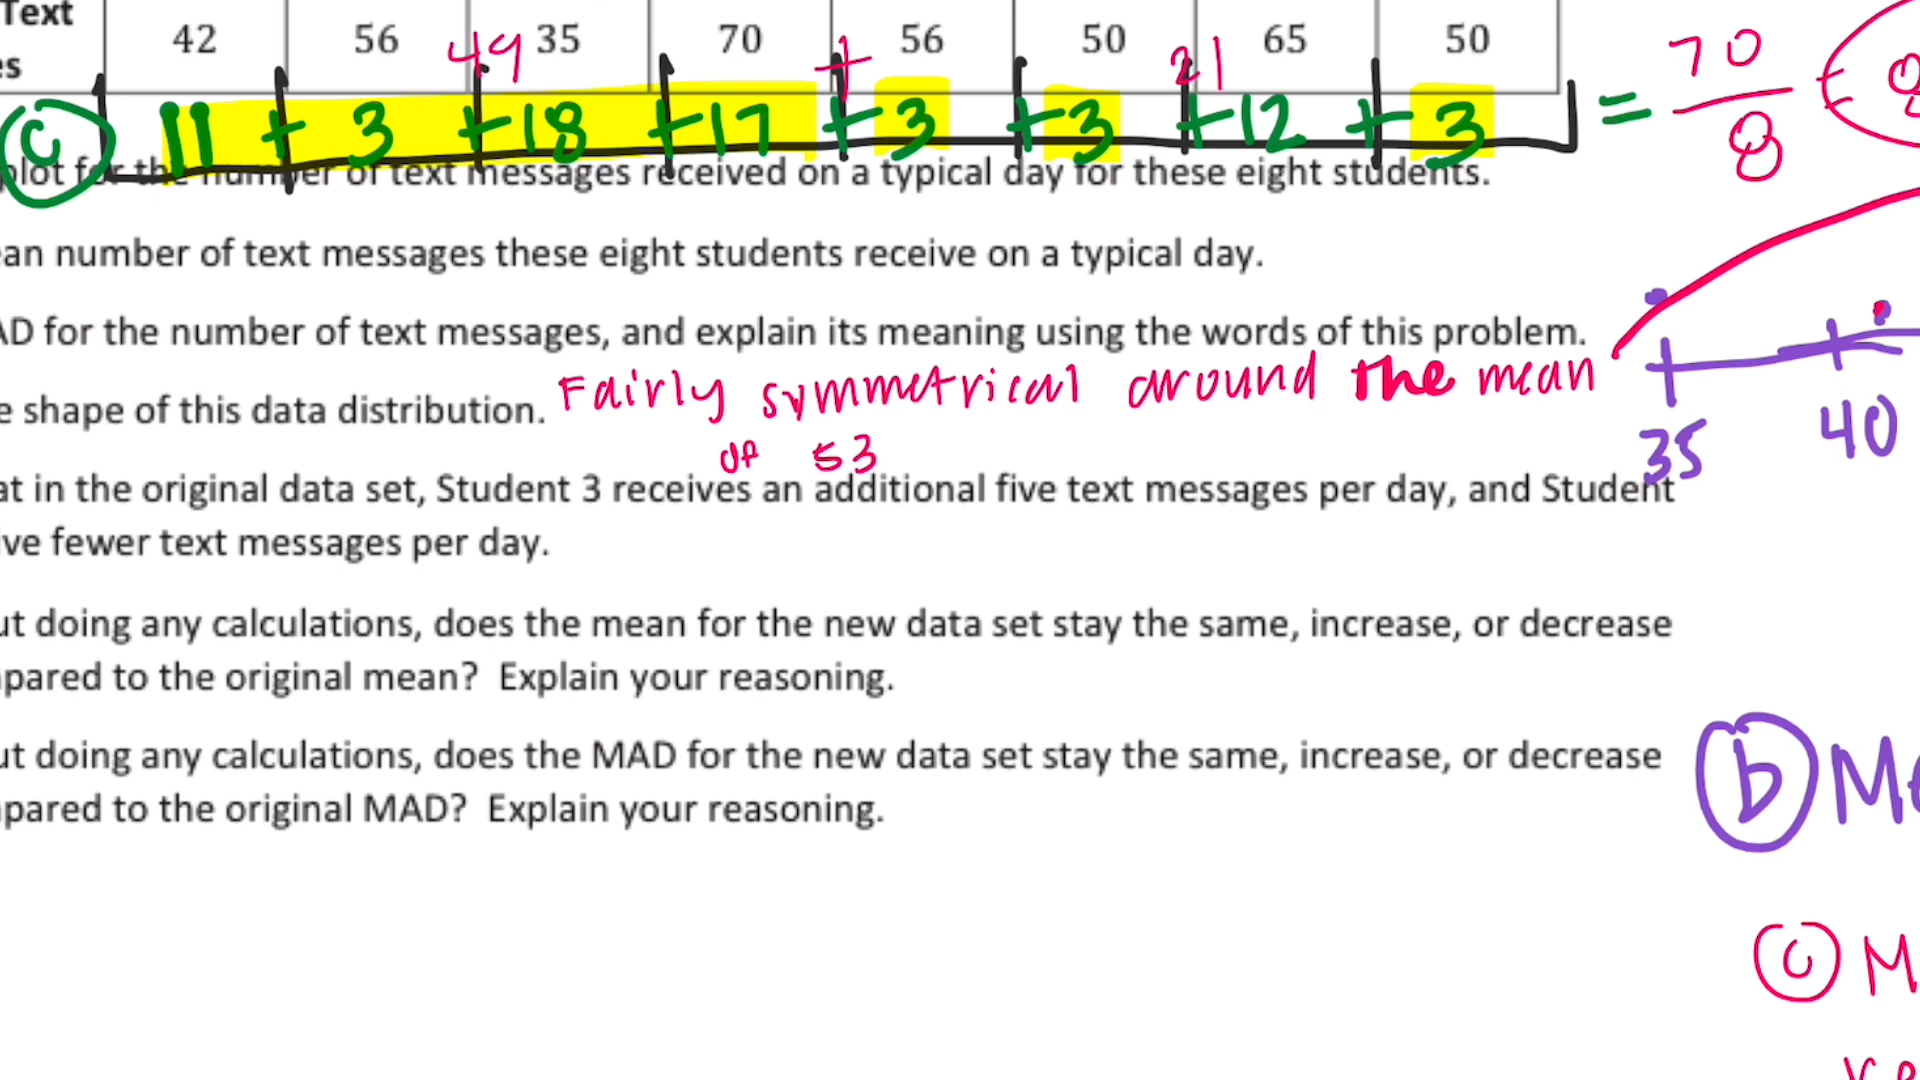 Text
es 42 56 35 70 56 50 65 50
49 + 21
c 11 + 3 + 18 + 17 + 3 + 3 + 12 + 3 = 70/8 =
plot for the number of text messages received on a typical day for these eight students.
ean number of text messages these eight students receive on a typical day.
AD for the number of text messages, and explain its meaning using the words of this problem.
e shape of this data distribution. Fairly symmetrical around the mean
of 53
35 40
at in the original data set, Student 3 receives an additional five text messages per day, and Student
ive fewer text messages per day.
ut doing any calculations, does the mean for the new data set stay the same, increase, or decrease
pared to the original mean? Explain your reasoning.
ut doing any calculations, does the MAD for the new data set stay the same, increase, or decrease
pared to the original MAD? Explain your reasoning.
b Me
c M
re